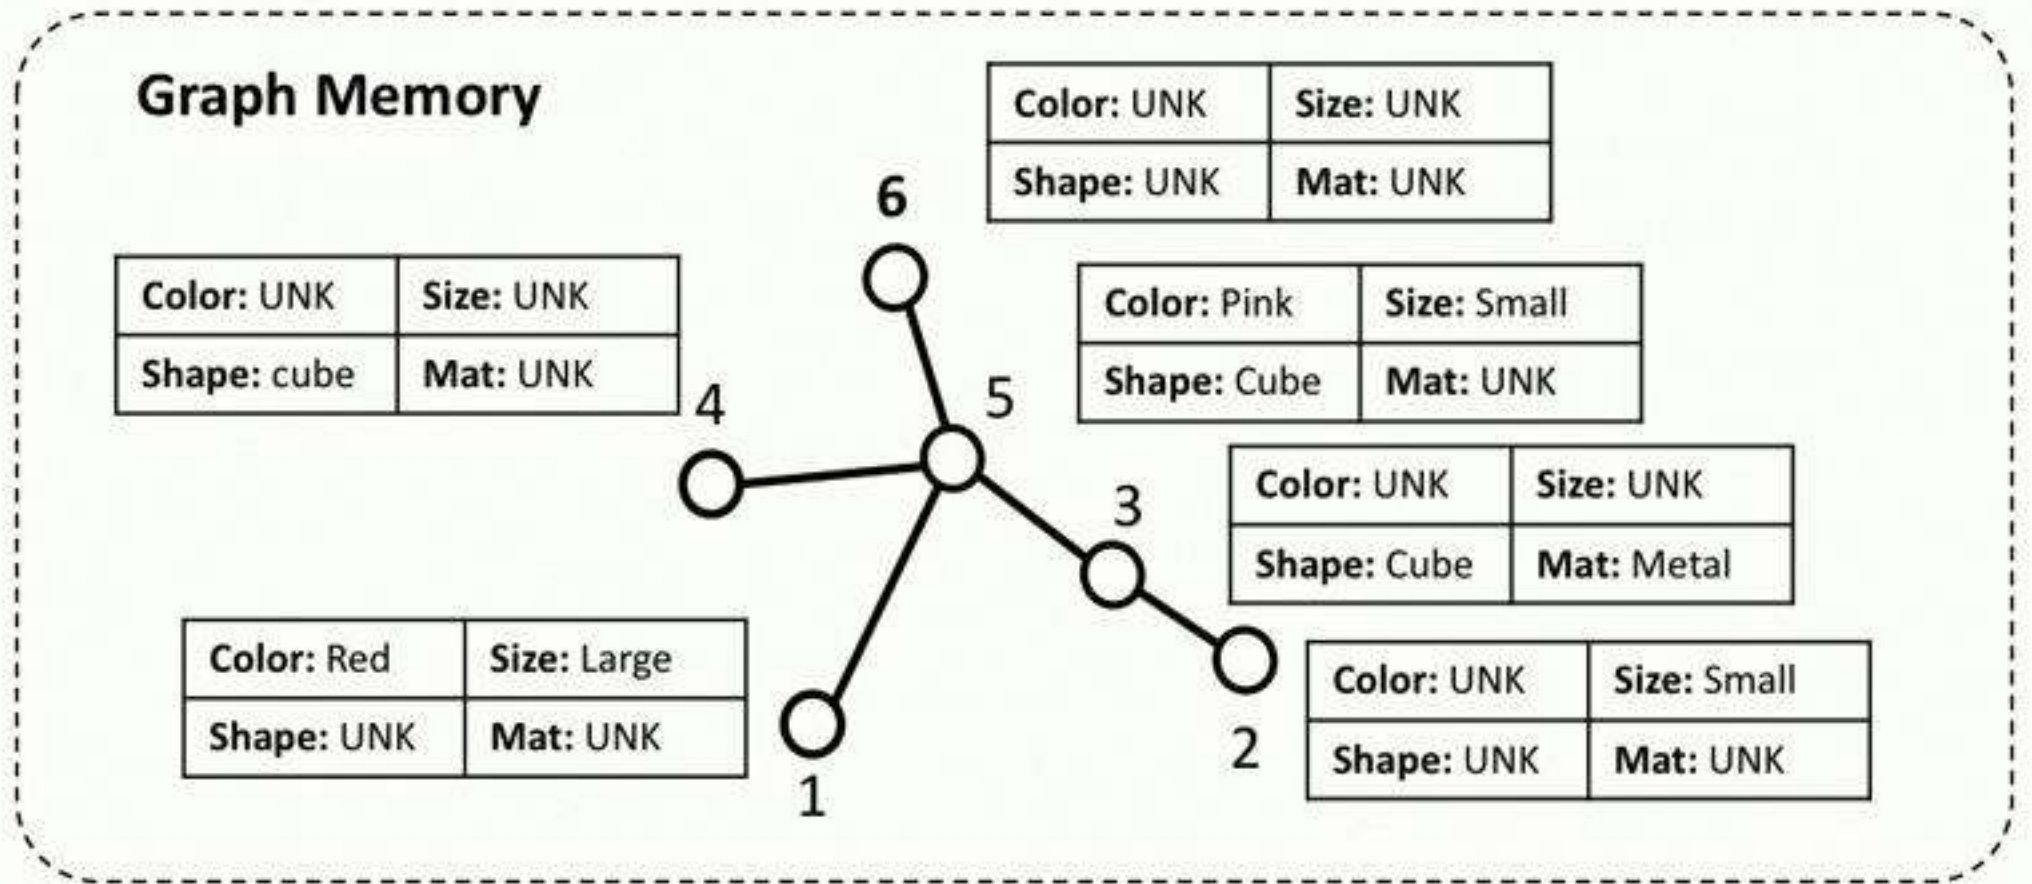 Graph Memory
Color: UNK Size: UNK
Shape: UNK Mat: UNK
6
Color: UNK Size: UNK
Shape: cube Mat: UNK
4
Color: Pink Size: Small
Shape: Cube Mat: UNK
5
Color: UNK Size: UNK
Shape: Cube Mat: Metal
3
Color: Red Size: Large
Shape: UNK Mat: UNK
1
Color: UNK Size: Small
Shape: UNK Mat: UNK
2